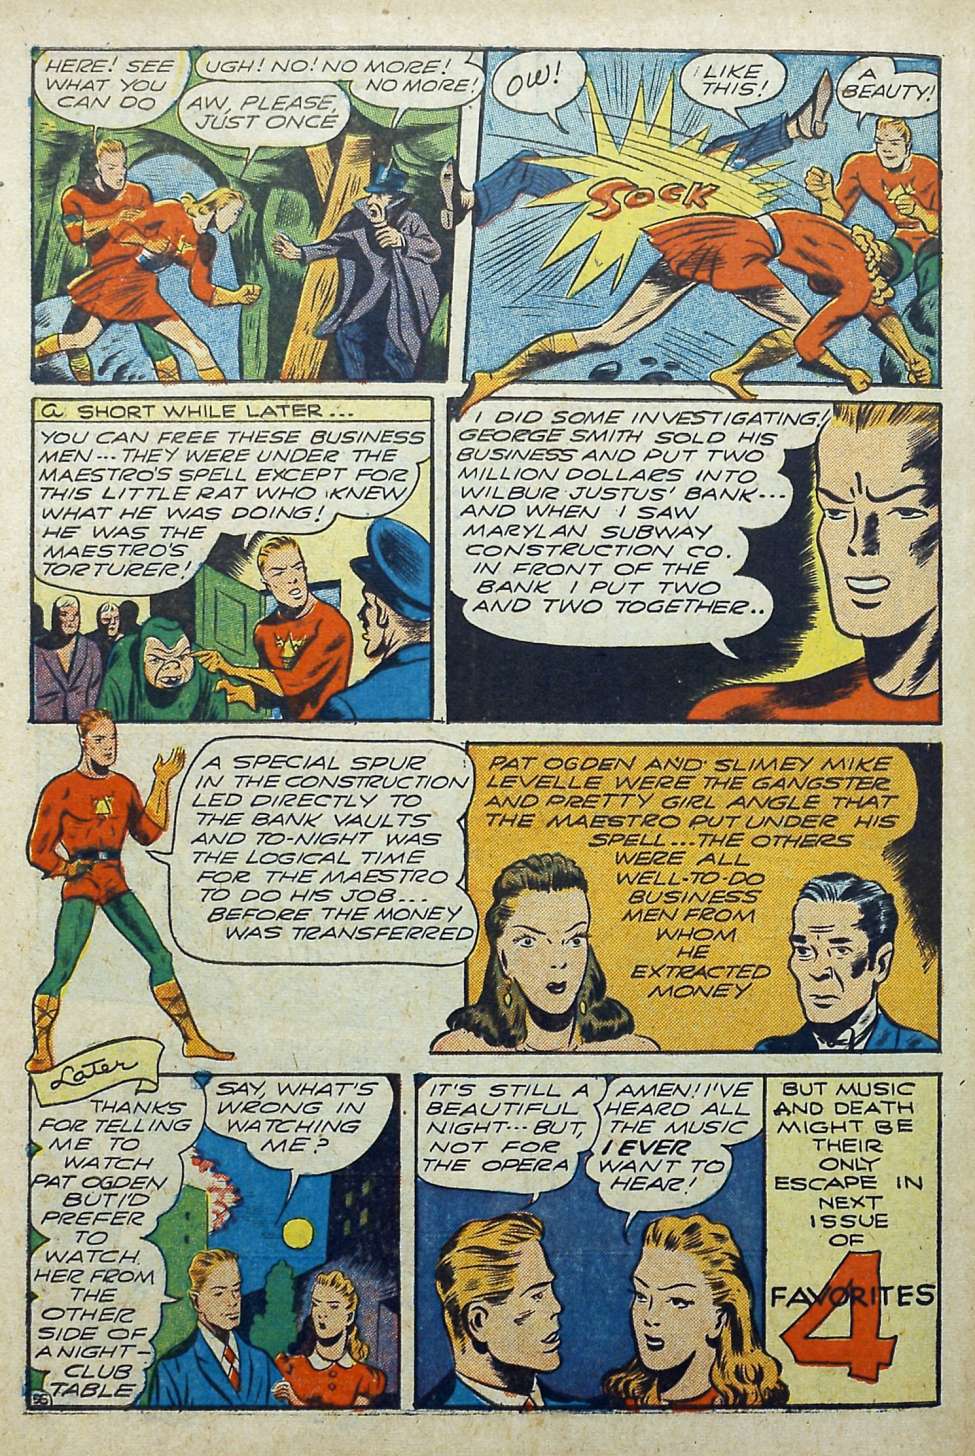 HERE! SEE
WHAT YOU
CAN DO
UGH! NO! NO MORE!
NO MORE!
AW, PLEASE,
JUST ONCE
OW!
LIKE
THIS!
A
BEAUTY!
SOCK
A SHORT WHILE LATER...
YOU CAN FREE THESE BUSINESS
MEN--- THEY WERE UNDER THE
MAESTRO'S SPELL EXCEPT FOR
THIS LITTLE RAT WHO KNEW
WHAT HE WAS DOING!
HE WAS THE
MAESTRO'S
TORTURER!
I DID SOME INVESTIGATING!
GEORGE SMITH SOLD HIS
BUSINESS AND PUT TWO
MILLION DOLLARS INTO
WILBUR JUSTUS' BANK---
AND WHEN I SAW
MARYLAN SUBWAY
CONSTRUCTION CO.
IN FRONT OF THE
BANK I PUT TWO
AND TWO TOGETHER..
A SPECIAL SPUR
IN THE CONSTRUCTION
LED DIRECTLY TO
THE BANK VAULTS
AND TO-NIGHT WAS
THE LOGICAL TIME
FOR THE MAESTRO
TO DO HIS JOB...
BEFORE THE MONEY
WAS TRANSFERRED
PAT OGDEN AND SLIMEY MIKE
LEVELLE WERE THE GANGSTER
AND PRETTY GIRL ANGLE THAT
THE MAESTRO PUT UNDER HIS
SPELL...THE OTHERS
WERE ALL
WELL-TO-DO
BUSINESS
MEN FROM
WHOM
HE
EXTRACTED
MONEY
Later
THANKS
FOR TELLING
ME TO
WATCH
PAT OGDEN
BUT I'D
PREFER
TO
WATCH
HER FROM
THE
OTHER
SIDE OF
A NIGHT-
CLUB
TABLE
SAY, WHAT'S
WRONG IN
WATCHING
ME?
IT'S STILL A
BEAUTIFUL
NIGHT--- BUT,
NOT FOR
THE OPERA
AMEN! I'VE
HEARD ALL
THE MUSIC
I EVER
WANT TO
HEAR!
BUT MUSIC
AND DEATH
MIGHT BE
THEIR
ONLY
ESCAPE IN
NEXT
ISSUE
OF
4
FAVORITES